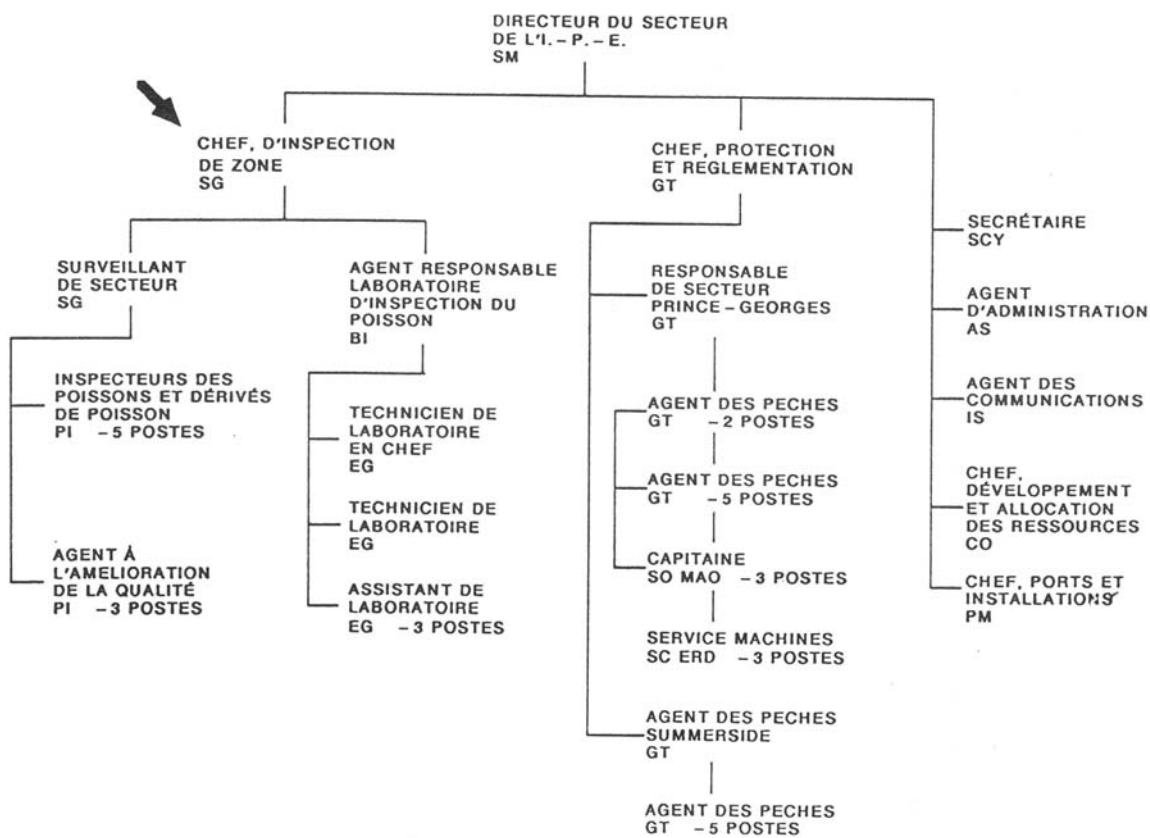 DIRECTEUR DU SECTEUR
DE L'I.-P.-E.
SM
CHEF, D'INSPECTION
DE ZONE
SG
SURVEILLANT
DE SECTEUR
SG
INSPECTEURS DES
POISSONS ET DÉRIVÉS
DE POISSON
PI -5 POSTES
AGENT À
L'AMELIORATION
DE LA QUALITÉ
PI -3 POSTES
AGENT RESPONSABLE
LABORATOIRE
D'INSPECTION DU
POISSON
BI
TECHNICIEN DE
LABORATOIRE
EN CHEF
EG
TECHNICIEN DE
LABORATOIRE
EG
ASSISTANT DE
LABORATOIRE
EG -3 POSTES
CHEF, PROTECTION
ET REGLEMENTATION
GT
RESPONSABLE
DE SECTEUR
PRINCE-GEORGES
GT
AGENT DES PECHES
GT -2 POSTES
AGENT DES PECHES
GT -5 POSTES
CAPITAINE
SO MAO -3 POSTES
SERVICE MACHINES
SC ERD -3 POSTES
AGENT DES PECHES
SUMMERSIDE
GT
AGENT DES PECHES
GT -5 POSTES
SECRÉTAIRE
SCY
AGENT
D'ADMINISTRATION
AS
AGENT DES
COMMUNICATIONS
IS
CHEF,
DÉVELOPPEMENT
ET ALLOCATION
DES RESSOURCES
CO
CHEF, PORTS ET
INSTALLATIONS
PM